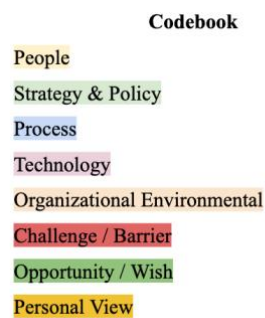 Codebook
People
Strategy & Policy
Process
Technology
Organizational Environmental
Challenge / Barrier
Opportunity / Wish
Personal View